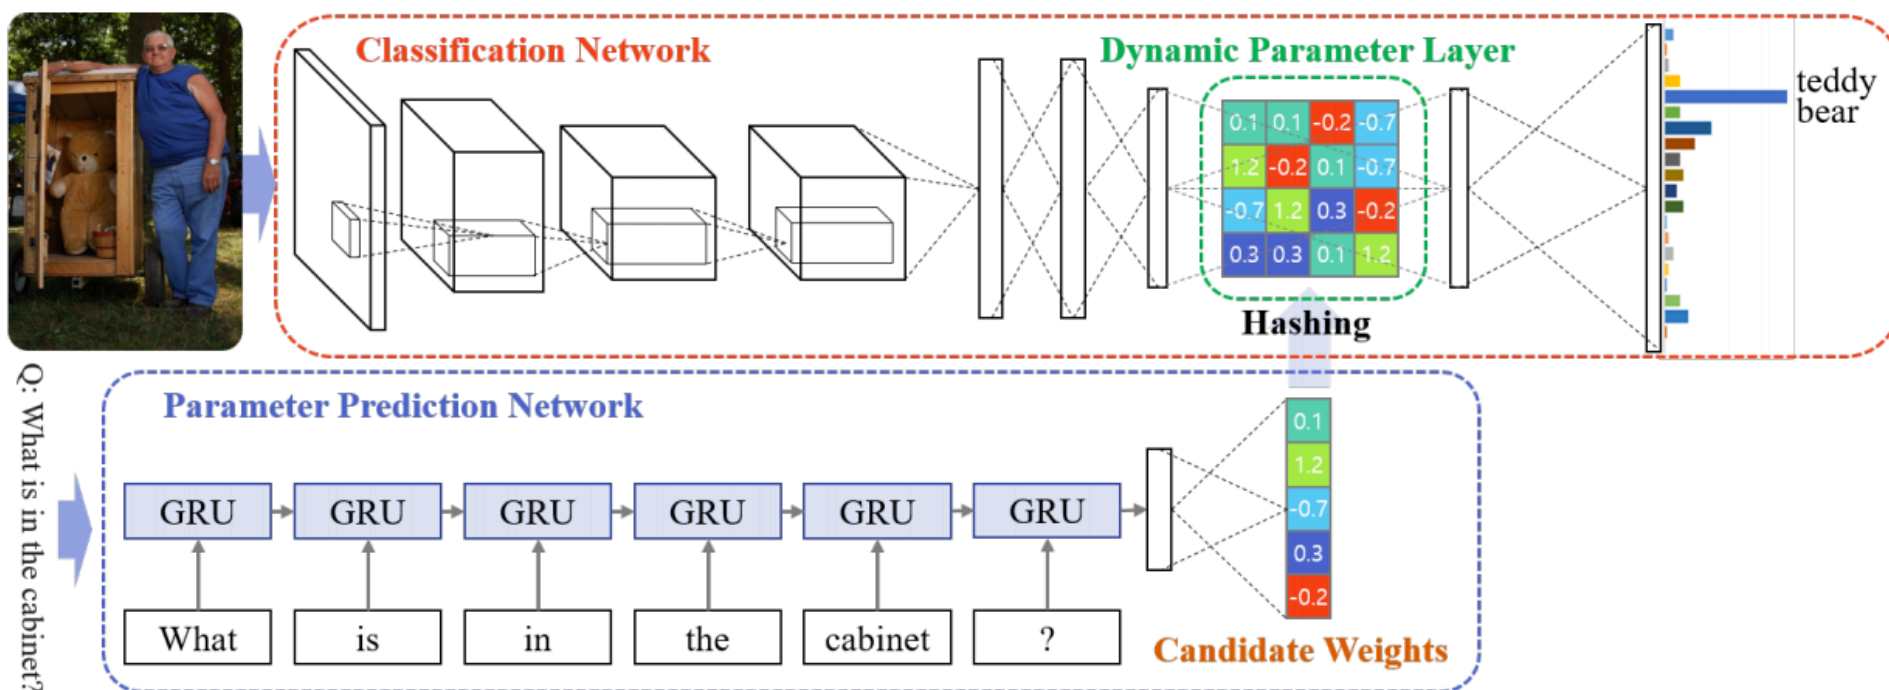 Classification Network
Dynamic Parameter Layer
0.1 0.1 -0.2 -0.7
1.2 -0.2 0.1 -0.7
-0.7 1.2 0.3 -0.2
0.3 0.3 0.1 1.2
teddy
bear
Hashing
Q: What is in the cabinet?
Parameter Prediction Network
GRU GRU GRU GRU GRU GRU
What is in the cabinet ?
0.1
1.2
-0.7
0.3
-0.2
Candidate Weights